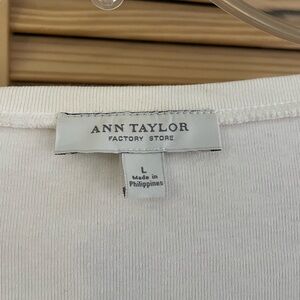 ANN TAYLOR
FACTORY STORE
L
Made in
Philippines